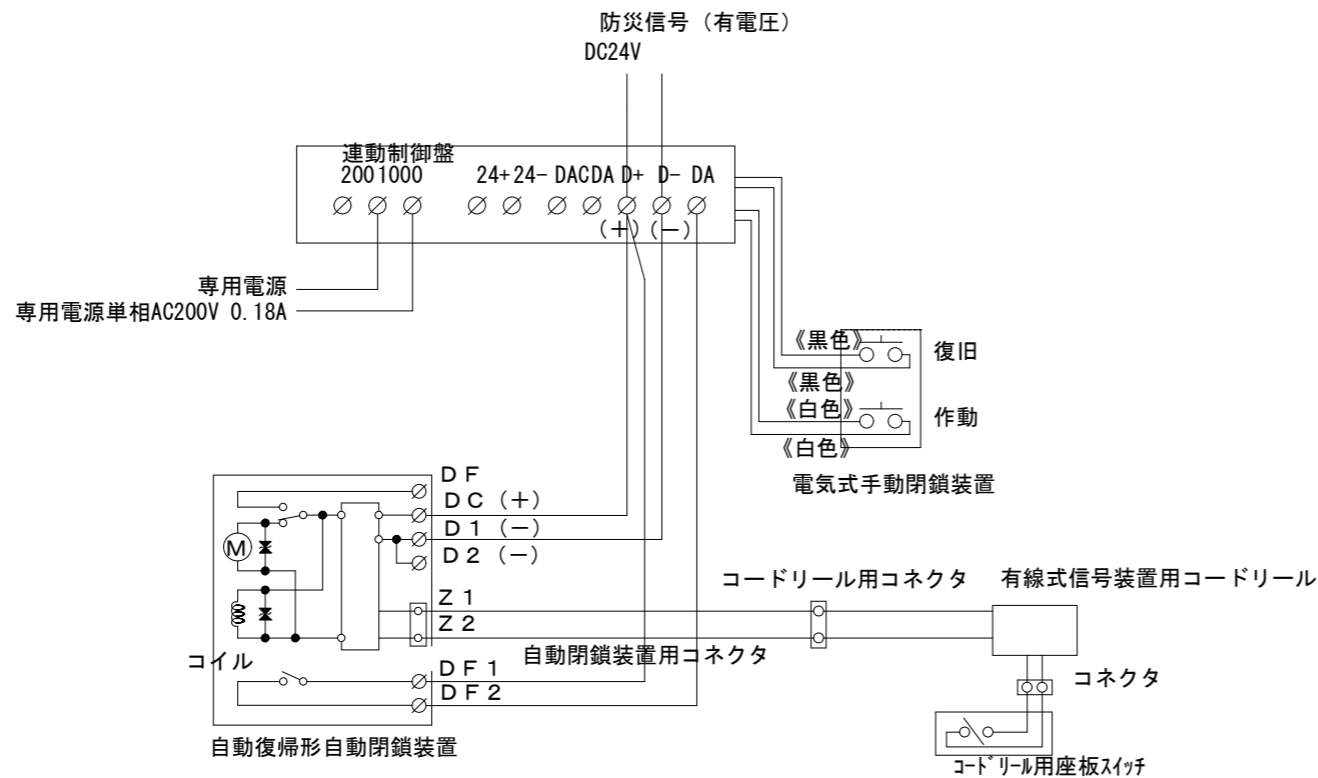 防災信号（有電圧）
DC24V
連動制御盤
200 100 0 24+ 24- DAC DA D+ D- DA
(＋) (－)
専用電源
専用電源単相AC200V 0.18A
《黒色》
復旧
《黒色》
《白色》
作動
《白色》
電気式手動閉鎖装置
ＤＦ
ＤＣ（＋）
Ｄ１（－）
Ｄ２（－）
M
コードリール用コネクタ
有線式信号装置用コードリール
Ｚ１
Ｚ２
自動閉鎖装置用コネクタ
コイル
ＤＦ１
ＤＦ２
コネクタ
自動復帰形自動閉鎖装置
ｺｰﾄﾞﾘｰﾙ用座板ｽｲｯﾁ